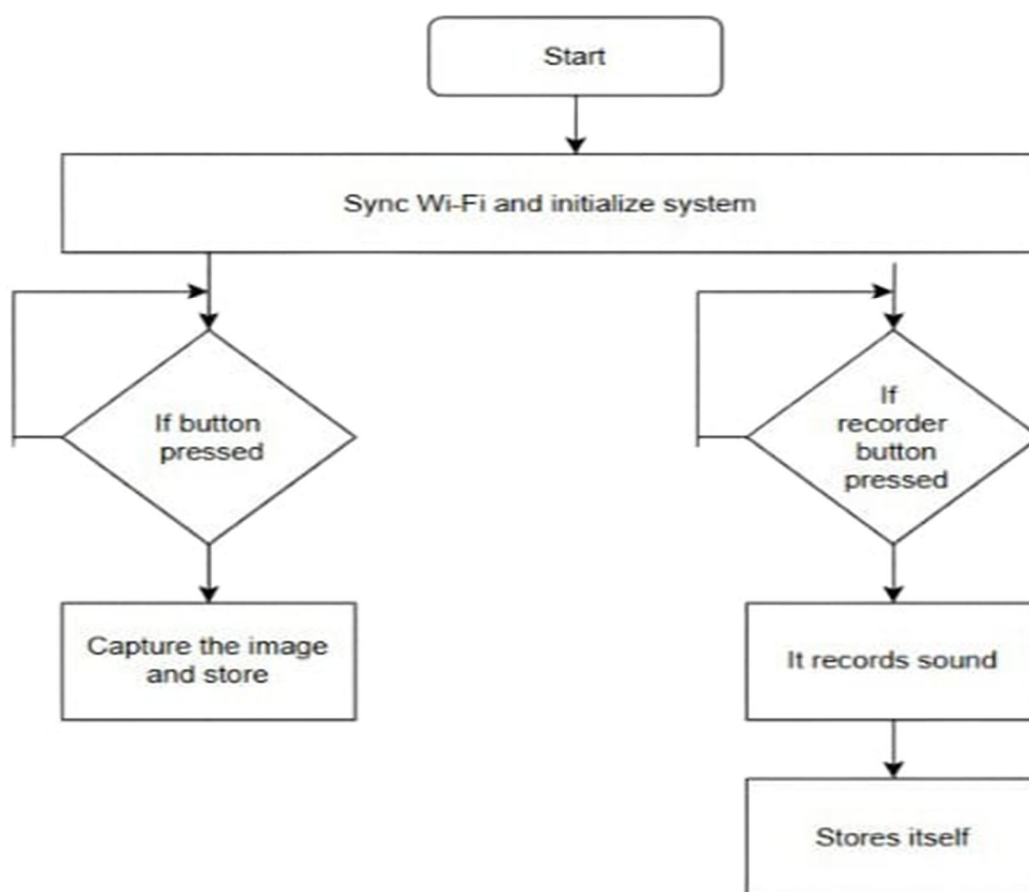 Start
Sync Wi-Fi and initialize system
If button
pressed
If
recorder
button
pressed
Capture the image
and store
It records sound
Stores itself